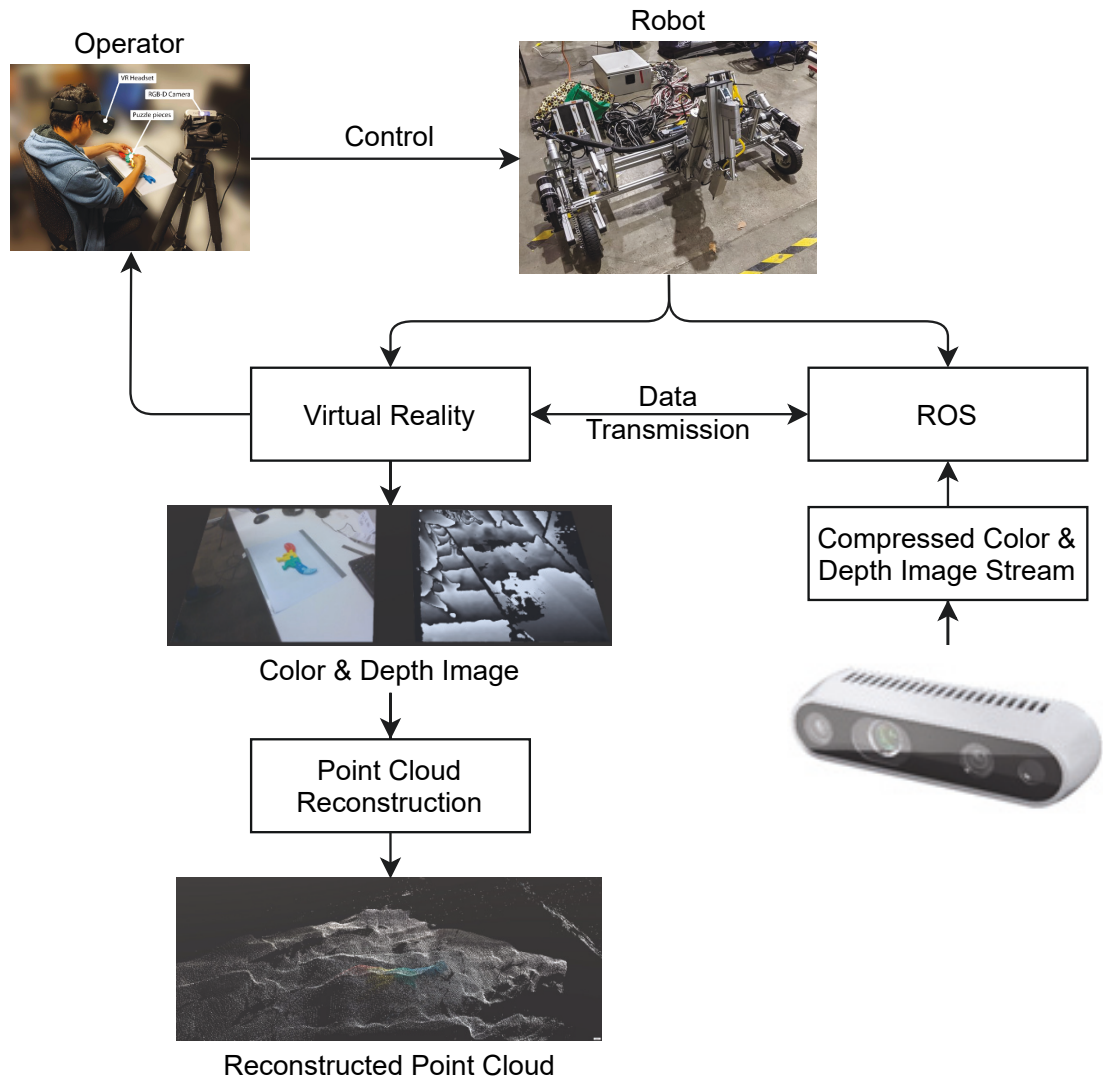 Robot
Operator
VR Headset
RGB-D Camera
Puzzle pieces
Control
Virtual Reality
Data
Transmission
ROS
Compressed Color &
Depth Image Stream
Color & Depth Image
Point Cloud
Reconstruction
Reconstructed Point Cloud